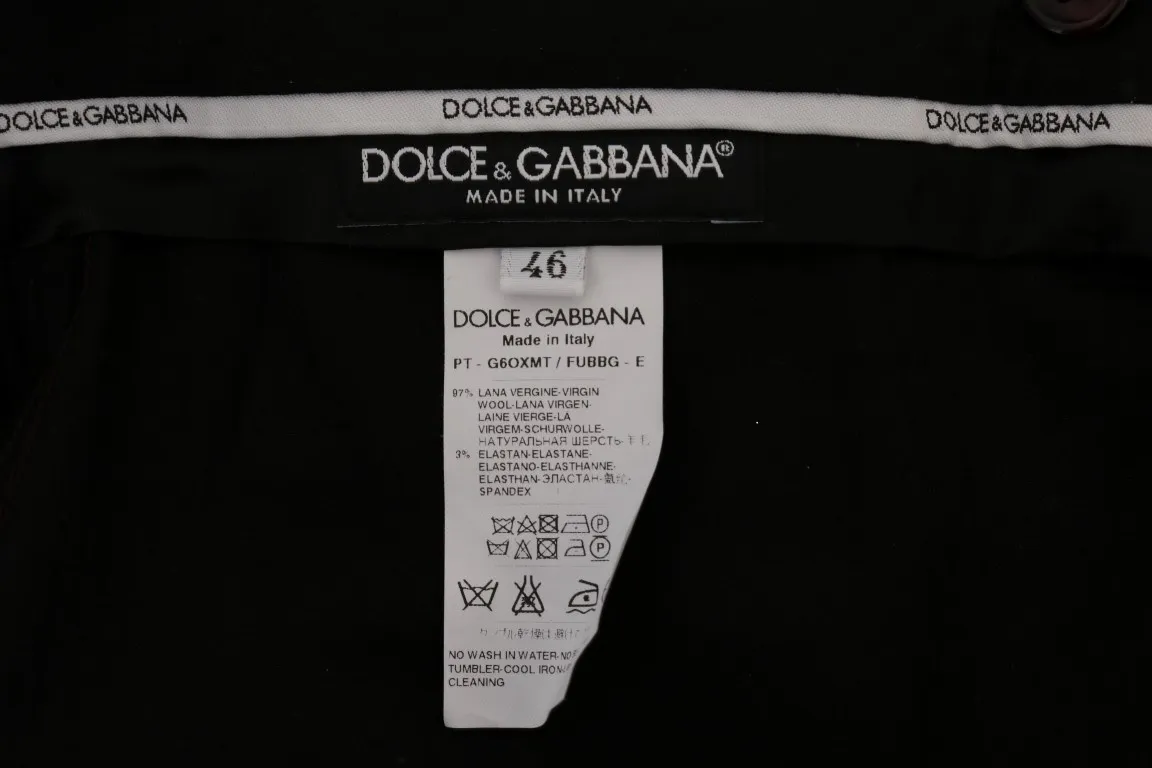 DOLCE&GABBANA
DOLCE&GABBANA
DOLCE&GABBANA
DOLCE&GABBANA®
MADE IN ITALY
46
DOLCE&GABBANA
Made in Italy
PT - G6OXMT / FUBBG - E
97% LANA VERGINE-VIRGIN
WOOL-LANA VIRGEN-
LAINE VIERGE-LA
VIRGEM-SCHURWOLLE-
НАТУРАЛЬНАЯ ШЕРСТЬ-羊毛
3% ELASTAN-ELASTANE-
ELASTANO-ELASTHANNE-
ELASTHAN-ЭЛАСТАН-
SPANDEX
P
P
NO WASH IN WATER-NO
TUMBLER-COOL IRON
CLEANING